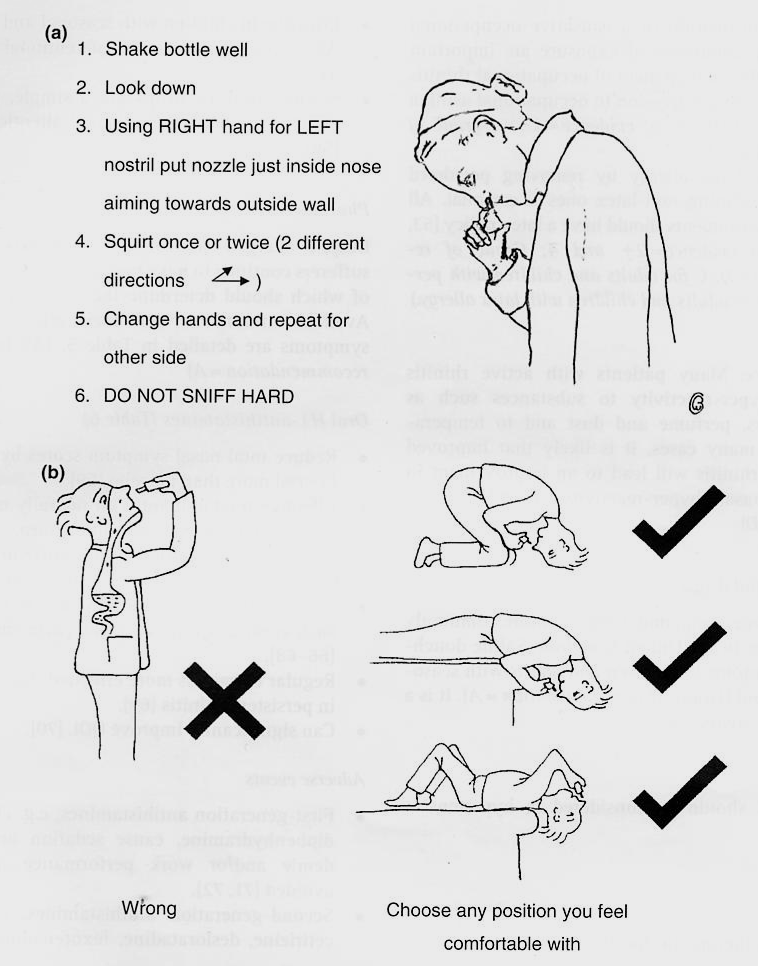 (a)
1. Shake bottle well
2. Look down
3. Using RIGHT hand for LEFT
nostril put nozzle just inside nose
aiming towards outside wall
4. Squirt once or twice (2 different
directions )
5. Change hands and repeat for
other side
6. DO NOT SNIFF HARD
(b)
Wrong
Choose any position you feel
comfortable with